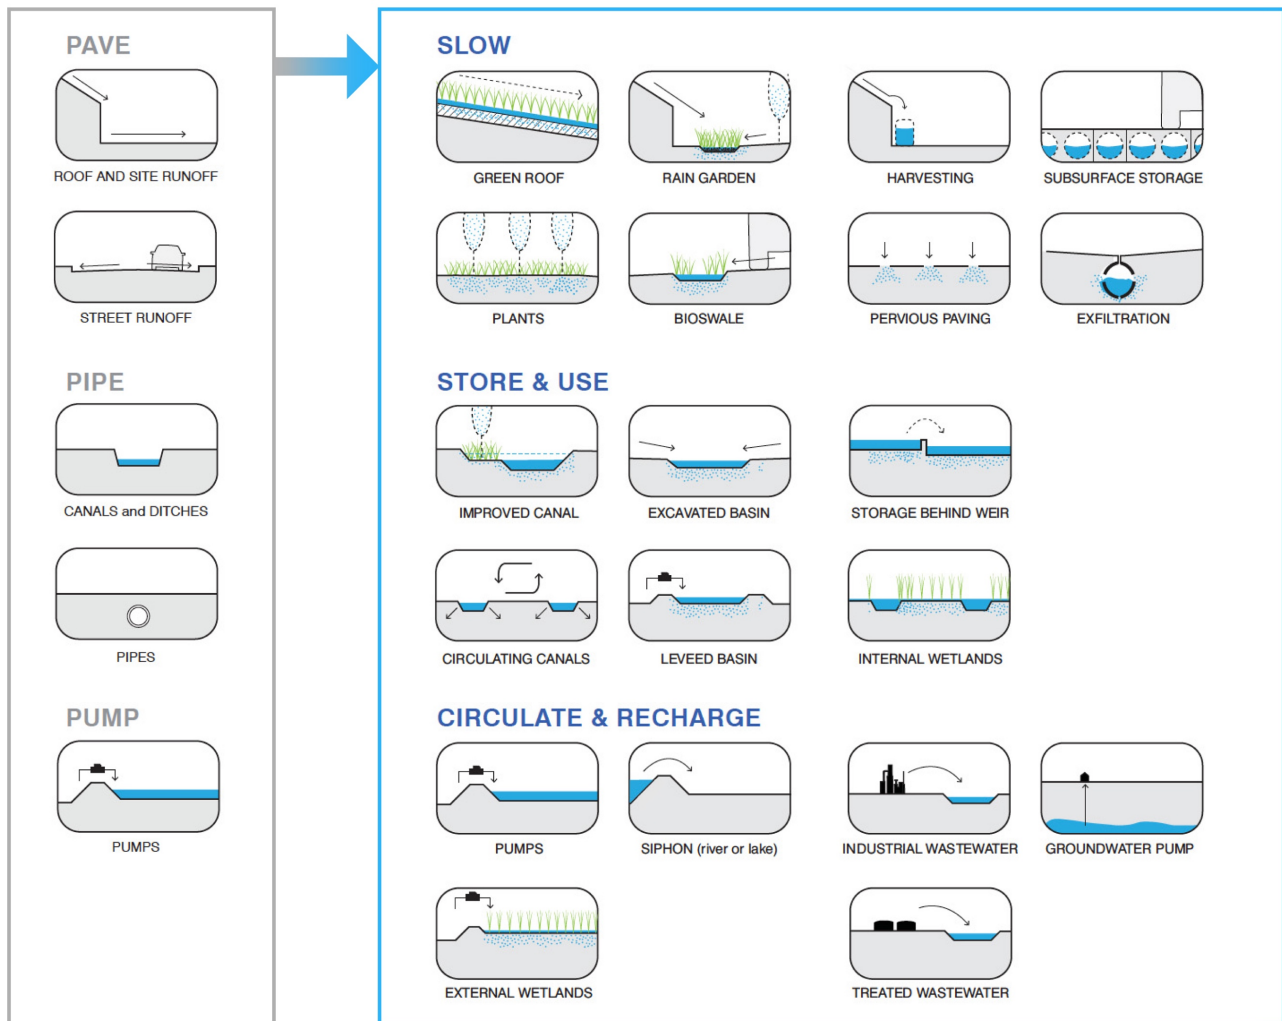 PAVE
ROOF AND SITE RUNOFF
STREET RUNOFF
PIPE
CANALS and DITCHES
PIPES
PUMP
PUMPS
SLOW
GREEN ROOF
RAIN GARDEN
HARVESTING
SUBSURFACE STORAGE
PLANTS
BIOSWALE
PERVIOUS PAVING
EXFILTRATION
STORE & USE
IMPROVED CANAL
EXCAVATED BASIN
STORAGE BEHIND WEIR
CIRCULATING CANALS
LEVEED BASIN
INTERNAL WETLANDS
CIRCULATE & RECHARGE
PUMPS
SIPHON (river or lake)
INDUSTRIAL WASTEWATER
GROUNDWATER PUMP
EXTERNAL WETLANDS
TREATED WASTEWATER